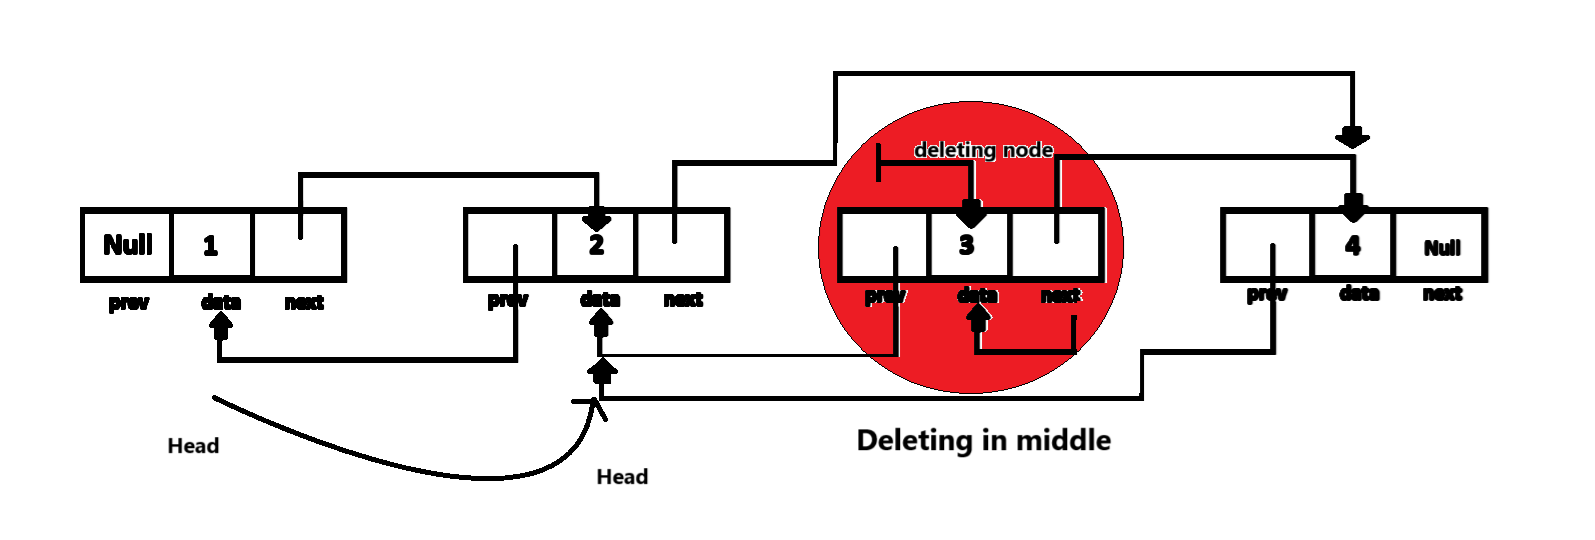 deleting node
Null 1
2
3
4 Null
prev data next
prev data next
prev data next
prev data next
Head
Head
Deleting in middle